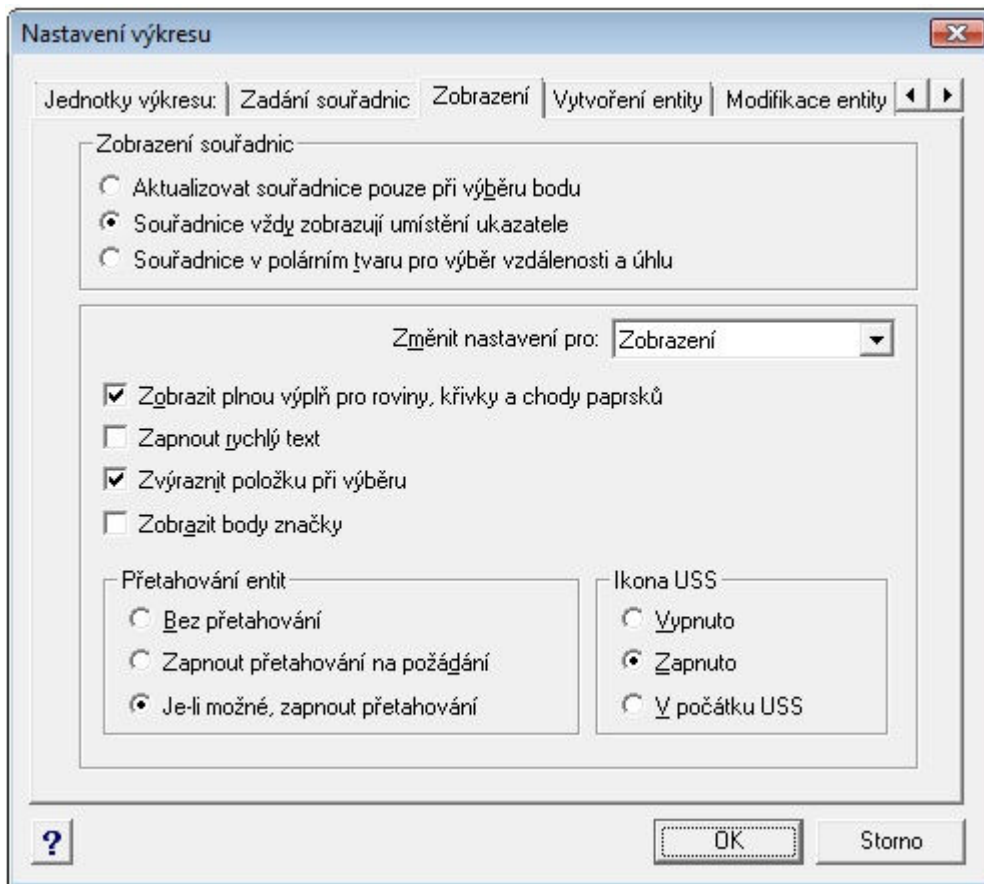 Nastavení výkresu
Jednotky výkresu: Zadání souřadnic Zobrazení Vytvoření entity Modifikace entity
Zobrazení souřadnic
Aktualizovat souřadnice pouze při výběru bodu
Souřadnice vždy zobrazují umístění ukazatele
Souřadnice v polárním tvaru pro výběr vzdálenosti a úhlu
Změnit nastavení pro: Zobrazení
Zobrazit plnou výplň pro roviny, křivky a chody paprsků
Zapnout rychlý text
Zvýraznit položku při výběru
Zobrazit body značky
Přetahování entit
Bez přetahování
Zapnout přetahování na požádání
Je-li možné, zapnout přetahování
Ikona USS
Vypnuto
Zapnuto
V počátku USS
? OK Storno